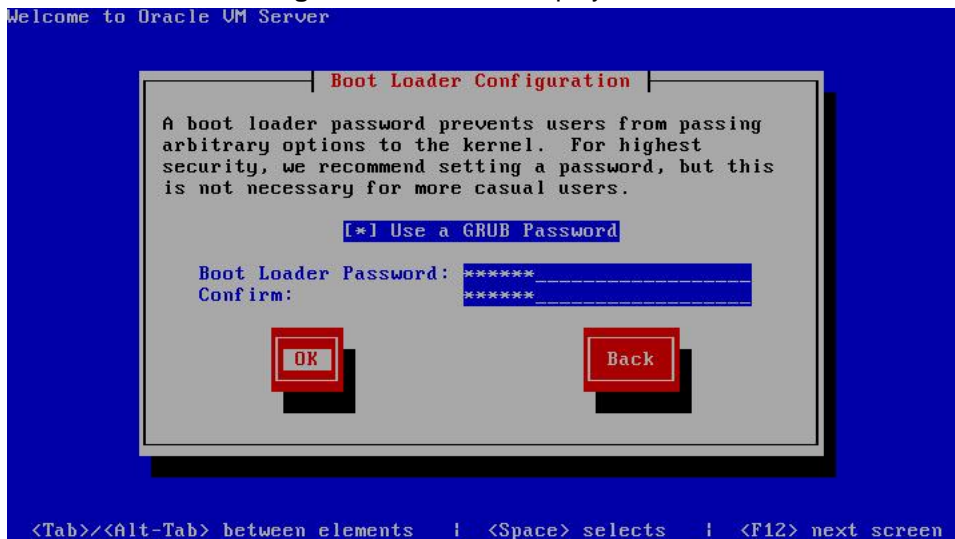 Welcome to Oracle VM Server
Boot Loader Configuration
A boot loader password prevents users from passing
arbitrary options to the kernel.  For highest
security, we recommend setting a password, but this
is not necessary for more casual users.
[*] Use a GRUB Password
Boot Loader Password: ******__________________
Confirm: ******__________________
OK Back
<Tab>/<Alt-Tab> between elements | <Space> selects | <F12> next screen